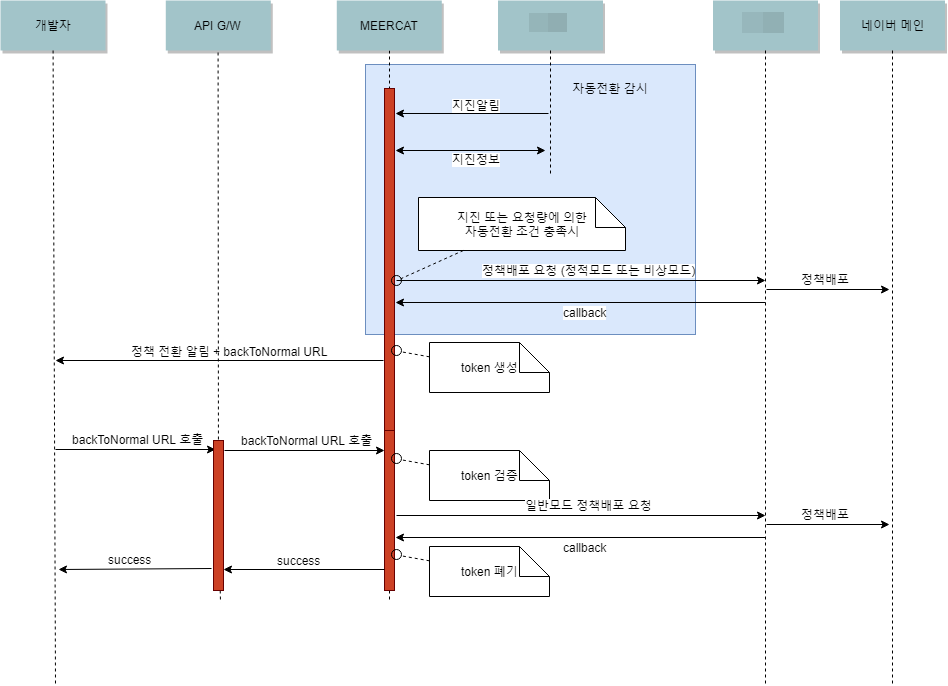 개발자
API G/W
MEERCAT
네이버 메인
자동전환 감시
지진알림
지진정보
지진 또는 요청량에 의한
자동전환 조건 충족시
정책배포 요청 (정적모드 또는 비상모드)
정책배포
callback
정책 전환 알림 + backToNormal URL
token 생성
backToNormal URL 호출
backToNormal URL 호출
token 검증
일반모드 정책배포 요청
정책배포
callback
success
success
token 폐기